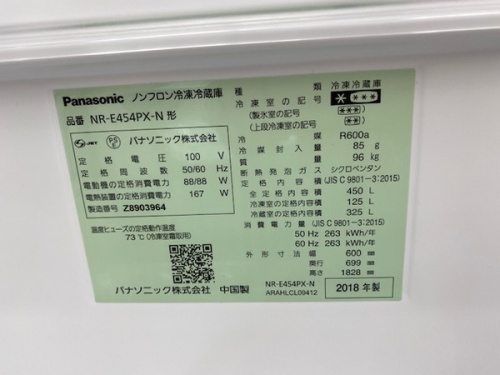 Panasonic ノンフロン冷凍冷蔵庫
品番 NR-E454PX-N 形
JET
PS E
パナソニック株式会社
定格電圧 100 V
定格周波数 50/60 Hz
電動機の定格消費電力 88/88 W
電熱装置の定格消費電力 167 W
製造番号 Z8903964
温度ヒューズの定格動作温度
73℃(冷凍室霜取用)
パナソニック株式会社 中国製
種類 冷凍冷蔵庫
冷凍室の記号
(製氷室の記号)
(上段冷凍室の記号)
冷媒 R600a
冷媒封入量 85 g
質量 96 kg
断熱発泡ガス シクロペンタン
定格内容積 (JIS C 9801-3:2015)
全定格内容積 450 L
冷凍室の定格内容積 125 L
冷蔵室の定格内容積 325 L
消費電力量 (JIS C 9801-3:2015)
50 Hz 263 kWh/年
60 Hz 263 kWh/年
外形寸法 幅 600 mm
奥行 699 mm
高さ 1828 mm
NR-E454PX-N
ARAHLCL09412
2018 年製